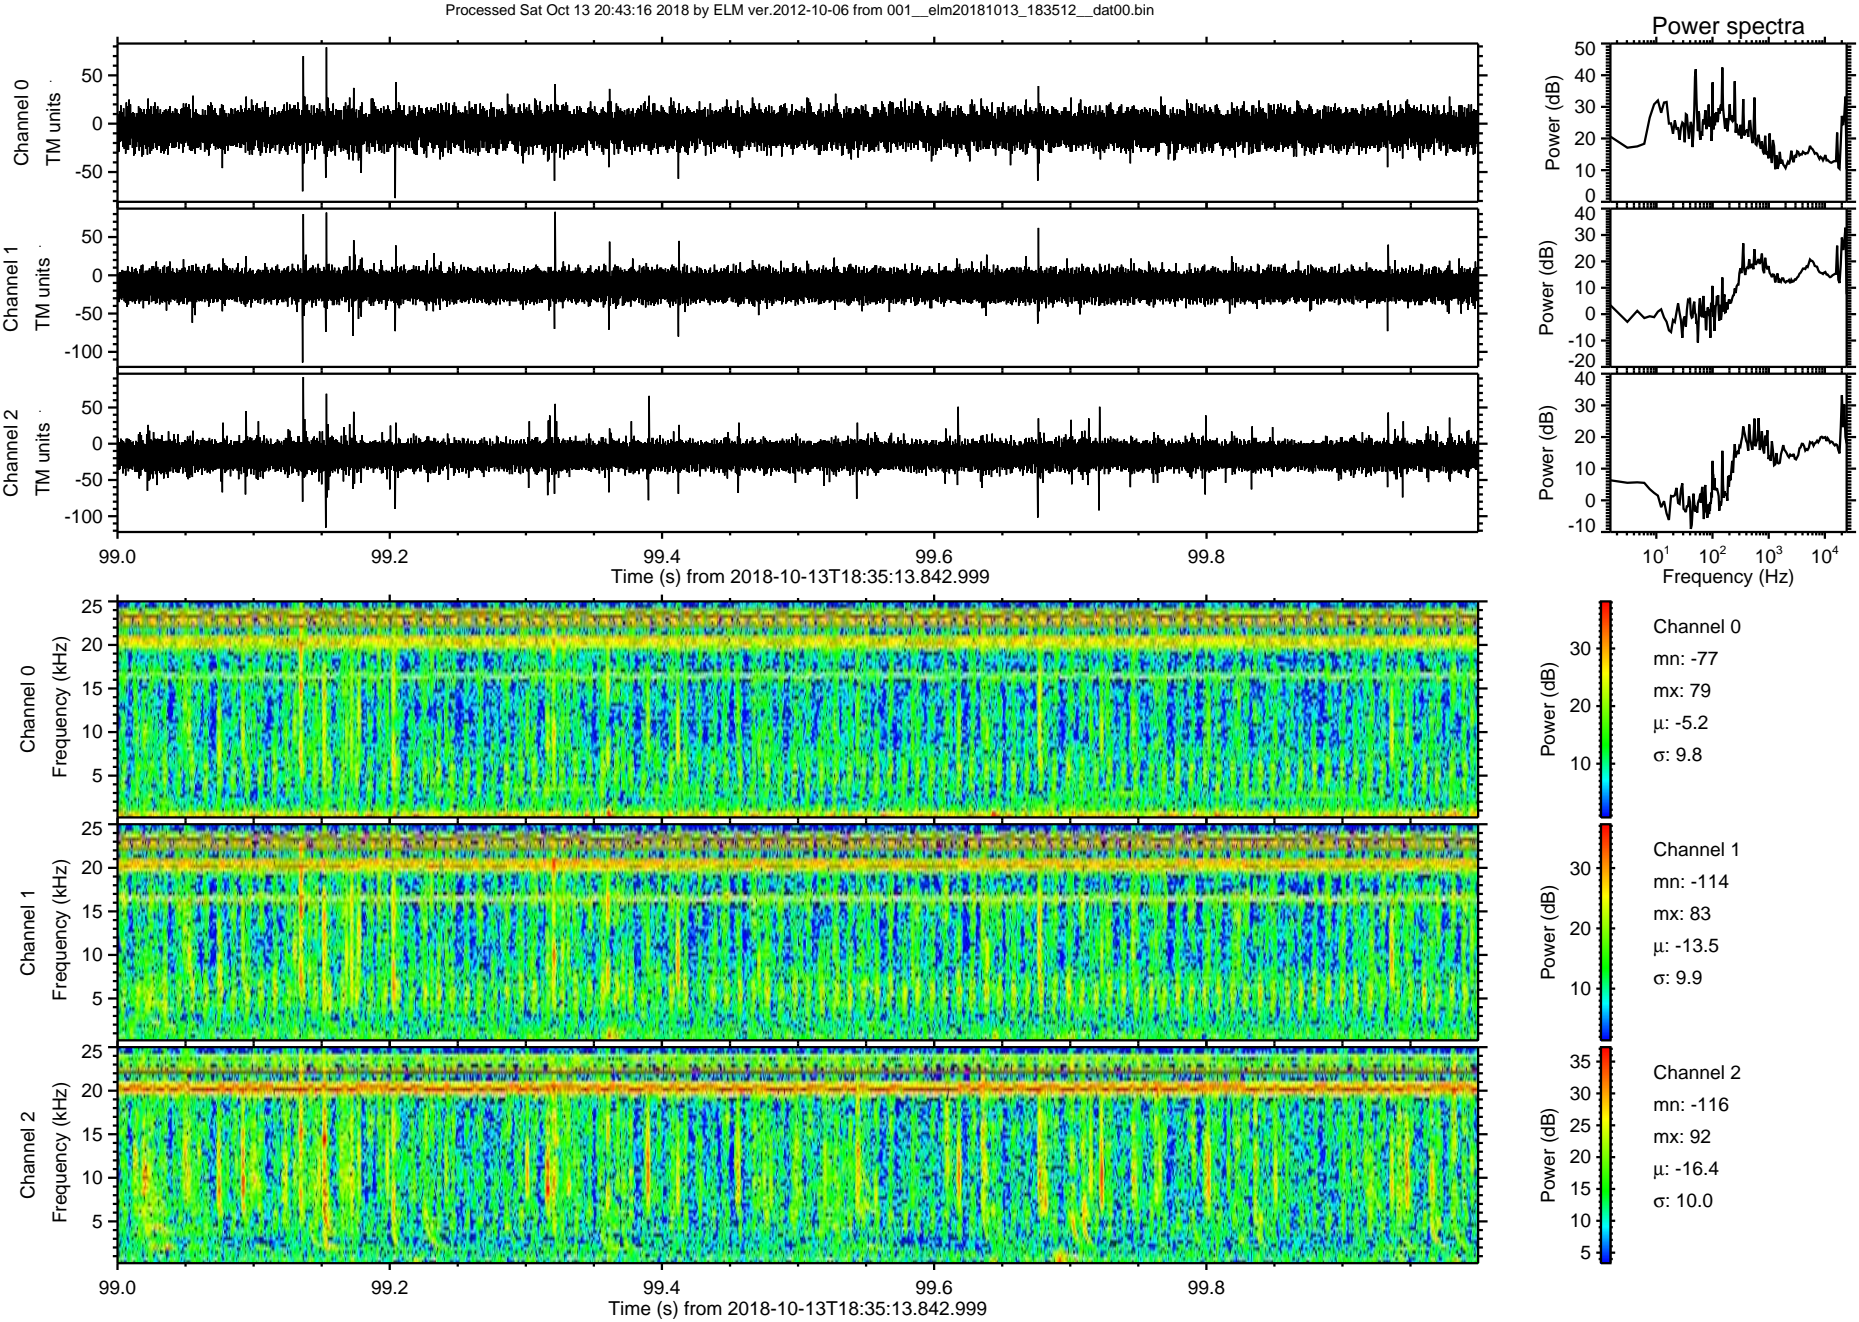 Processed Sat Oct 13 20:43:16 2018 by ELM ver.2012-10-06 from 001__elm20181013_183512__dat00.bin
Power spectra
Channel 0
TM units
50
0
-50
Power (dB)
50
40
30
20
10
0
Channel 1
TM units
50
0
-50
-100
Power (dB)
40
30
20
10
0
-10
-20
Channel 2
TM units
50
0
-50
-100
Power (dB)
40
30
20
10
0
-10
99.0 99.2 99.4 99.6 99.8
Time (s) from 2018-10-13T18:35:13.842.999
10^1 10^2 10^3 10^4
Frequency (Hz)
Channel 0
Frequency (kHz)
25
20
15
10
5
Power (dB)
30
20
10
Channel 0
mn: -77
mx: 79
μ: -5.2
σ: 9.8
Channel 1
Frequency (kHz)
25
20
15
10
5
Power (dB)
30
20
10
Channel 1
mn: -114
mx: 83
μ: -13.5
σ: 9.9
Channel 2
Frequency (kHz)
25
20
15
10
5
Power (dB)
35
30
25
20
15
10
5
Channel 2
mn: -116
mx: 92
μ: -16.4
σ: 10.0
99.0 99.2 99.4 99.6 99.8
Time (s) from 2018-10-13T18:35:13.842.999